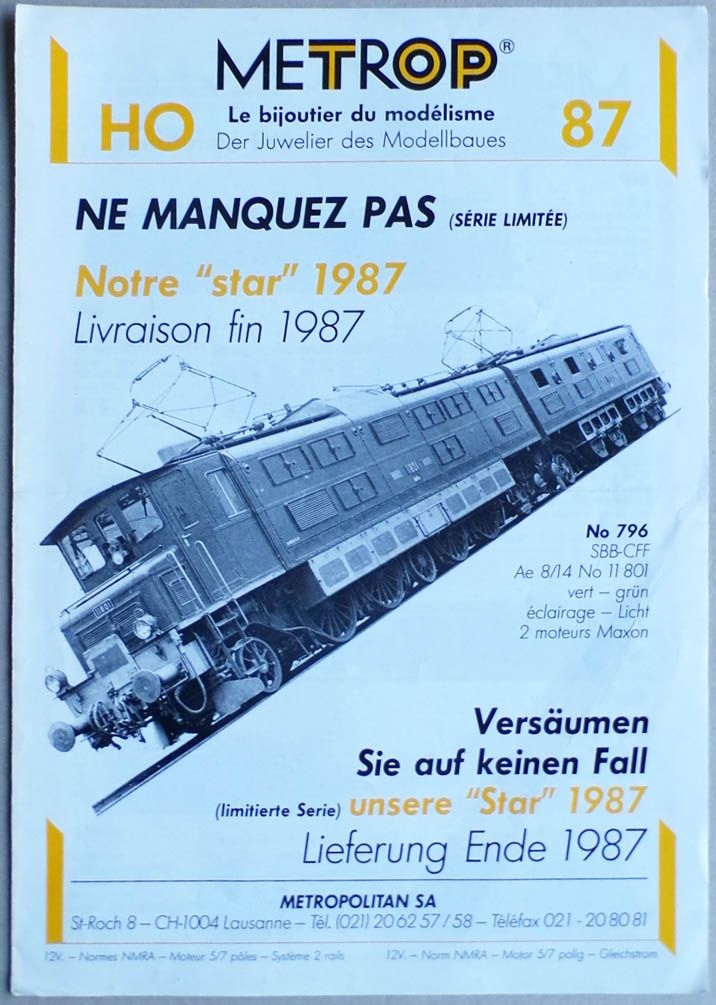 METROP®
HO
Le bijoutier du modélisme
87
Der Juwelier des Modellbaues
NE MANQUEZ PAS (SÉRIE LIMITÉE)
Notre “star” 1987
Livraison fin 1987
No 796
SBB-CFF
Ae 8/14 No 11801
vert – grün
éclairage – Licht
2 moteurs Maxon
Versäumen
Sie auf keinen Fall
(limitierte Serie) unsere “Star” 1987
Lieferung Ende 1987
METROPOLITAN SA
St-Roch 8 – CH-1004 Lausanne – Tél. (021) 20 62 57 / 58 – Téléfax 021 - 20 80 81
12V. – Normes NMRA – Moteur 5/7 pôles – Système 2 rails
12V. – Norm NMRA – Motor 5/7 polig – Gleichstrom